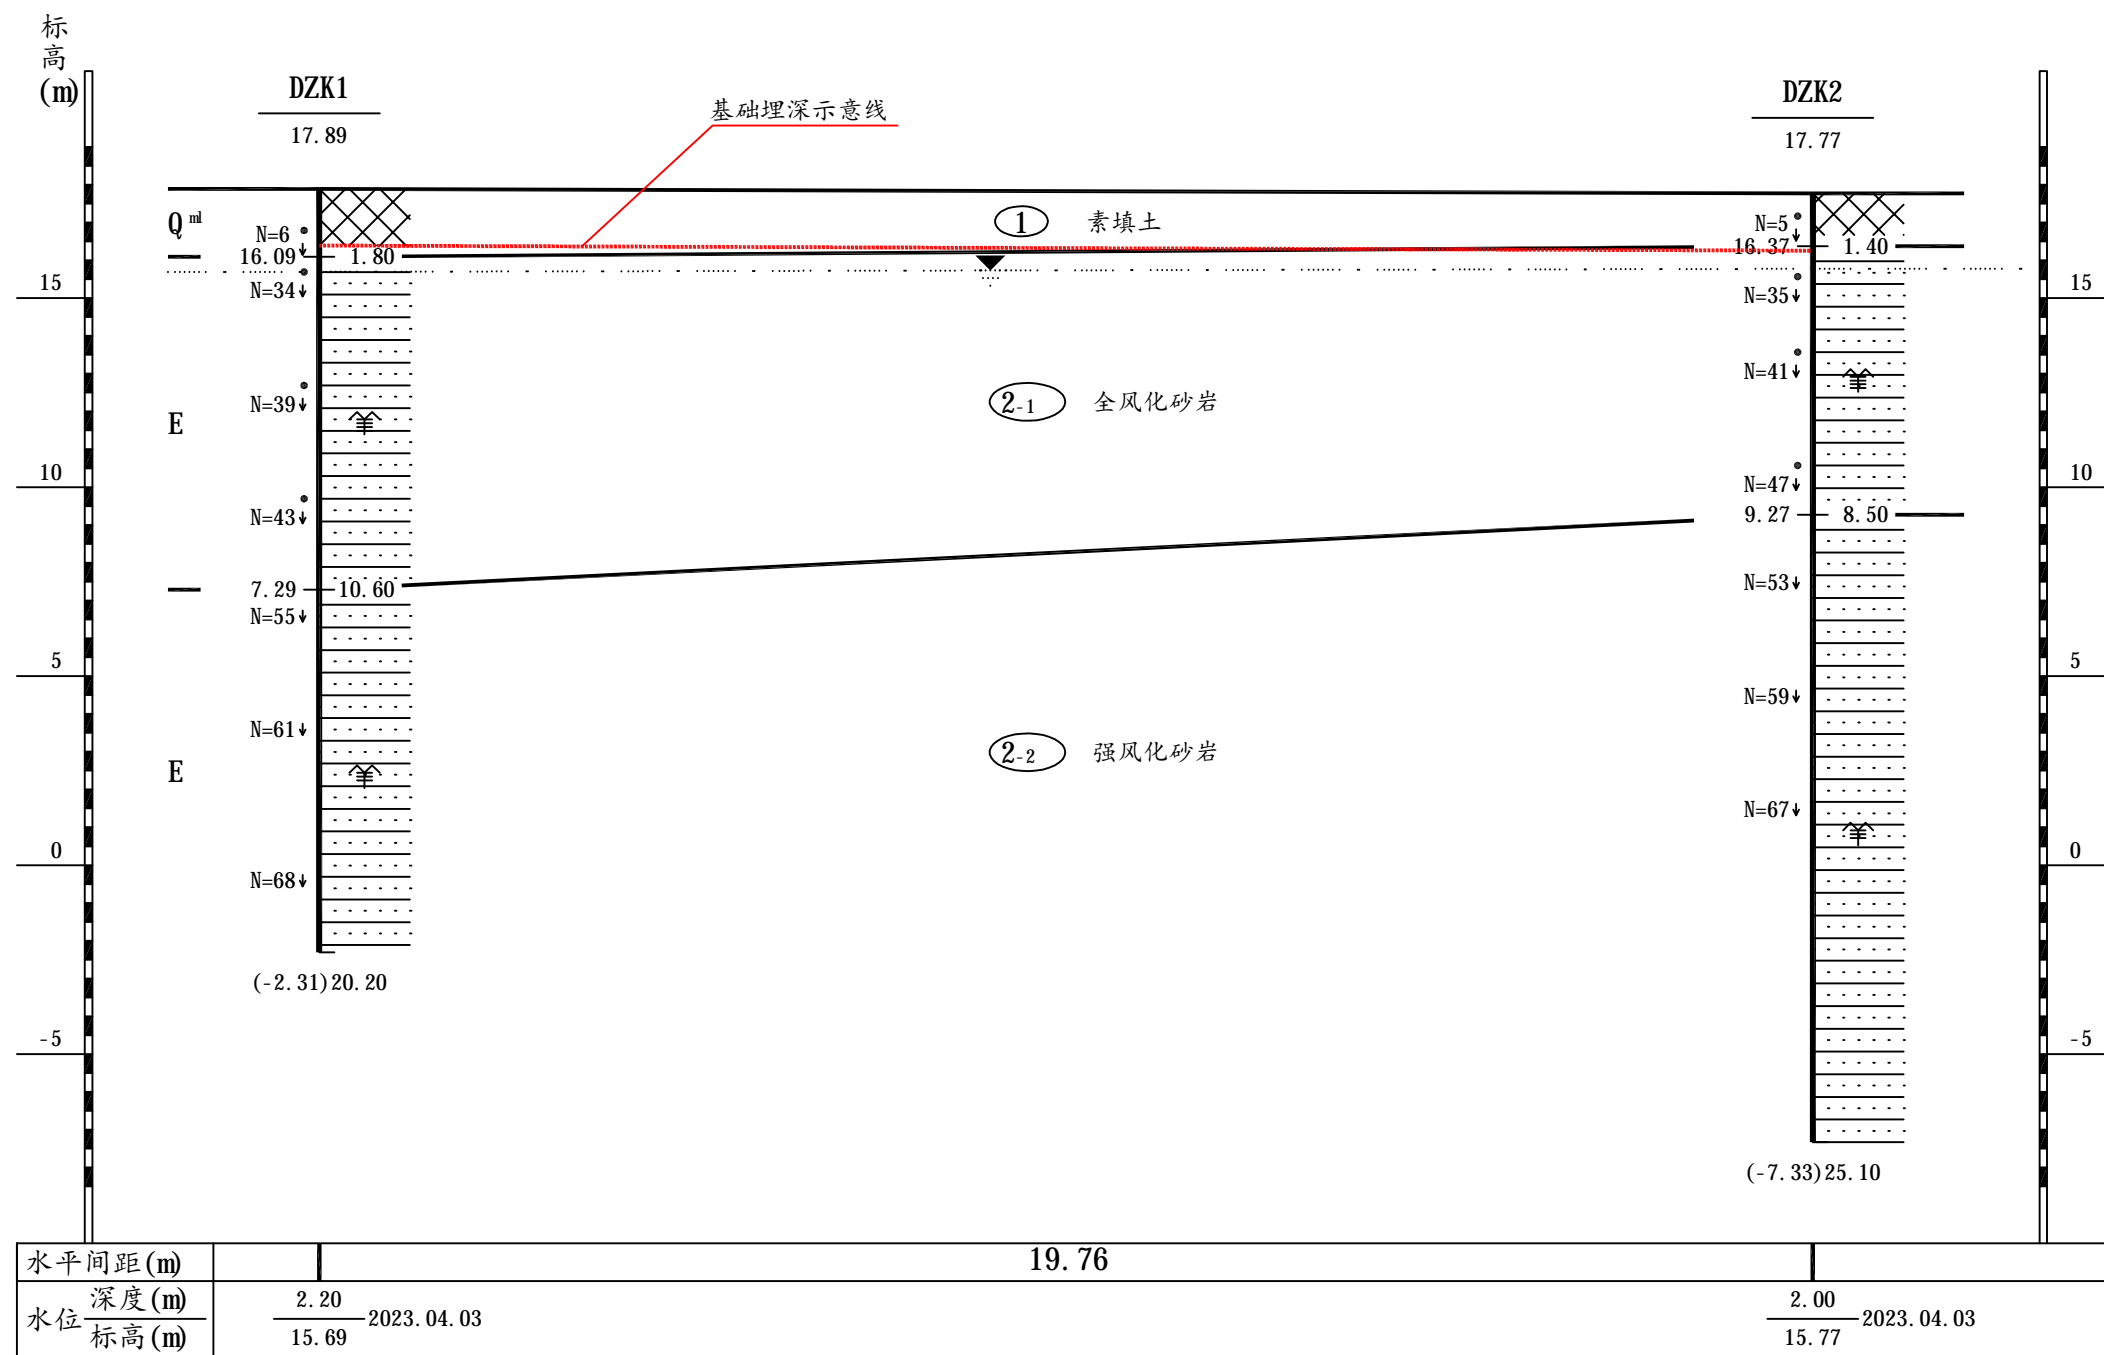 标
高
(m)
DZK1
17.89
基础埋深示意线
DZK2
17.77
Q ml
N=6
① 素填土
N=5
16.09 1.80
16.37 1.40
15
N=34
N=35
15
N=39
2-1 全风化砂岩
N=41
E
10
N=43
N=47
10
9.27 8.50
7.29 10.60
N=55
N=53
5
N=61
2-2 强风化砂岩
N=59
5
E
N=67
0
N=68
0
(-2.31)20.20
-5
-5
(-7.33)25.10
水平间距(m) 19.76
水位 深度(m) 2.20 2023.04.03 2.00 2023.04.03
标高(m) 15.69 15.77